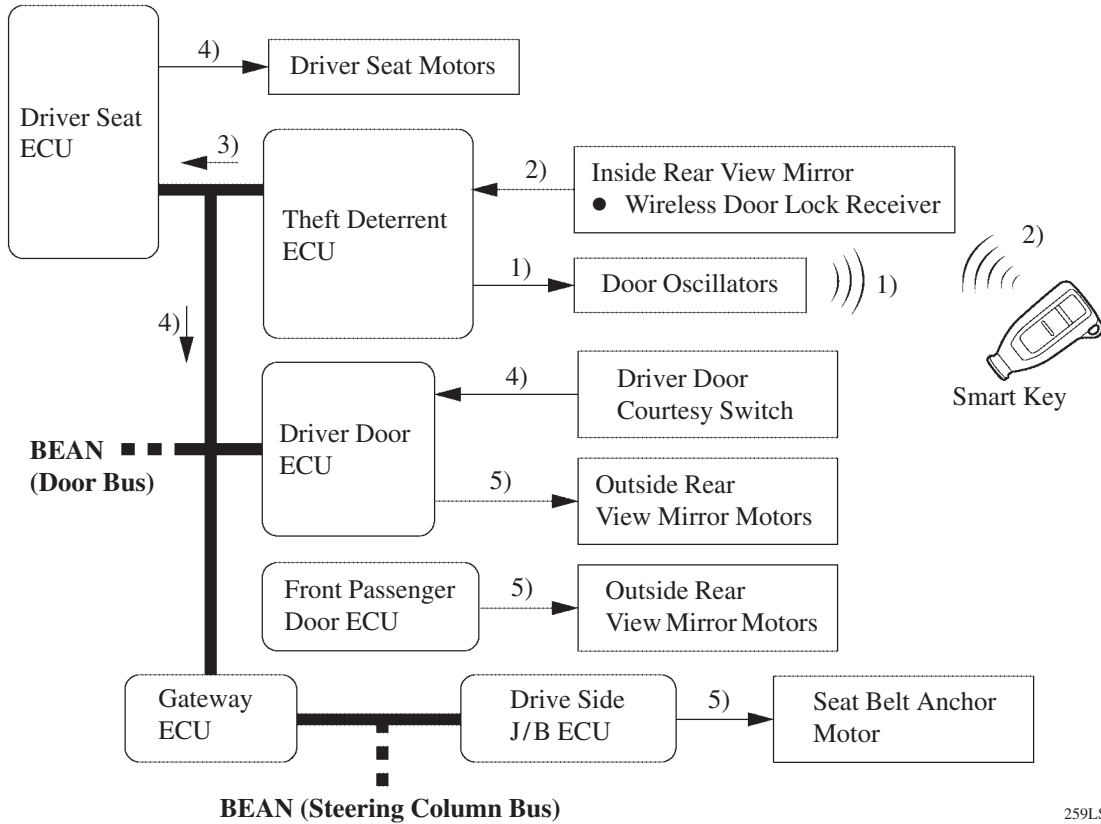 4)
Driver Seat Motors
Driver Seat
ECU
3)
2)
Inside Rear View Mirror
● Wireless Door Lock Receiver
Theft Deterrent
ECU
2)
1)
Door Oscillators
1)
Smart Key
4)
4)
Driver Door
Courtesy Switch
Driver Door
ECU
BEAN
(Door Bus)
5)
Outside Rear
View Mirror Motors
Front Passenger
Door ECU
5)
Outside Rear
View Mirror Motors
Gateway
ECU
Drive Side
J/B ECU
5)
Seat Belt Anchor
Motor
BEAN (Steering Column Bus)